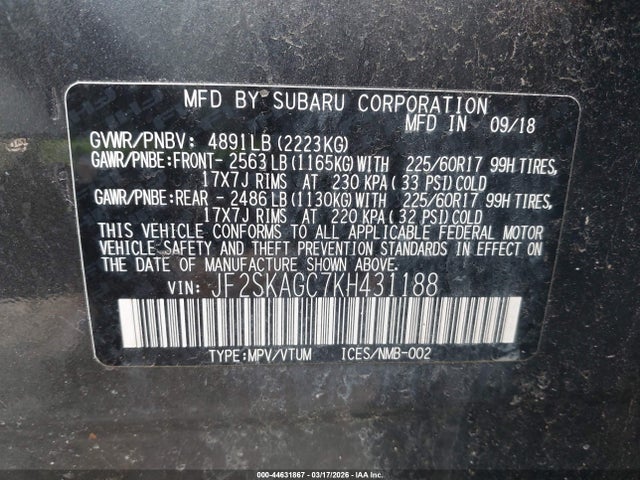 MFD BY SUBARU CORPORATION
MFD IN 09/18
GVWR/PNBV: 4891LB (2223KG)
GAWR/PNBE:FRONT- 2563LB (1165KG) WITH 225/60R17 99H TIRES,
17X7J RIMS AT 230 KPA (33 PSI) COLD
GAWR/PNBE:REAR - 2486LB (1130KG) WITH 225/60R17 99H TIRES,
17X7J RIMS AT 220 KPA (32 PSI) COLD
THIS VEHICLE CONFORMS TO ALL APPLICABLE FEDERAL MOTOR
VEHICLE SAFETY AND THEFT PREVENTION STANDARDS IN EFFECT ON
THE DATE OF MANUFACTURE SHOWN ABOVE.
VIN: JF2SKAGC7KH431188
TYPE:MPV/VTUM ICES/NMB-002
000-44631867 - 03/17/2026 - IAA Inc.